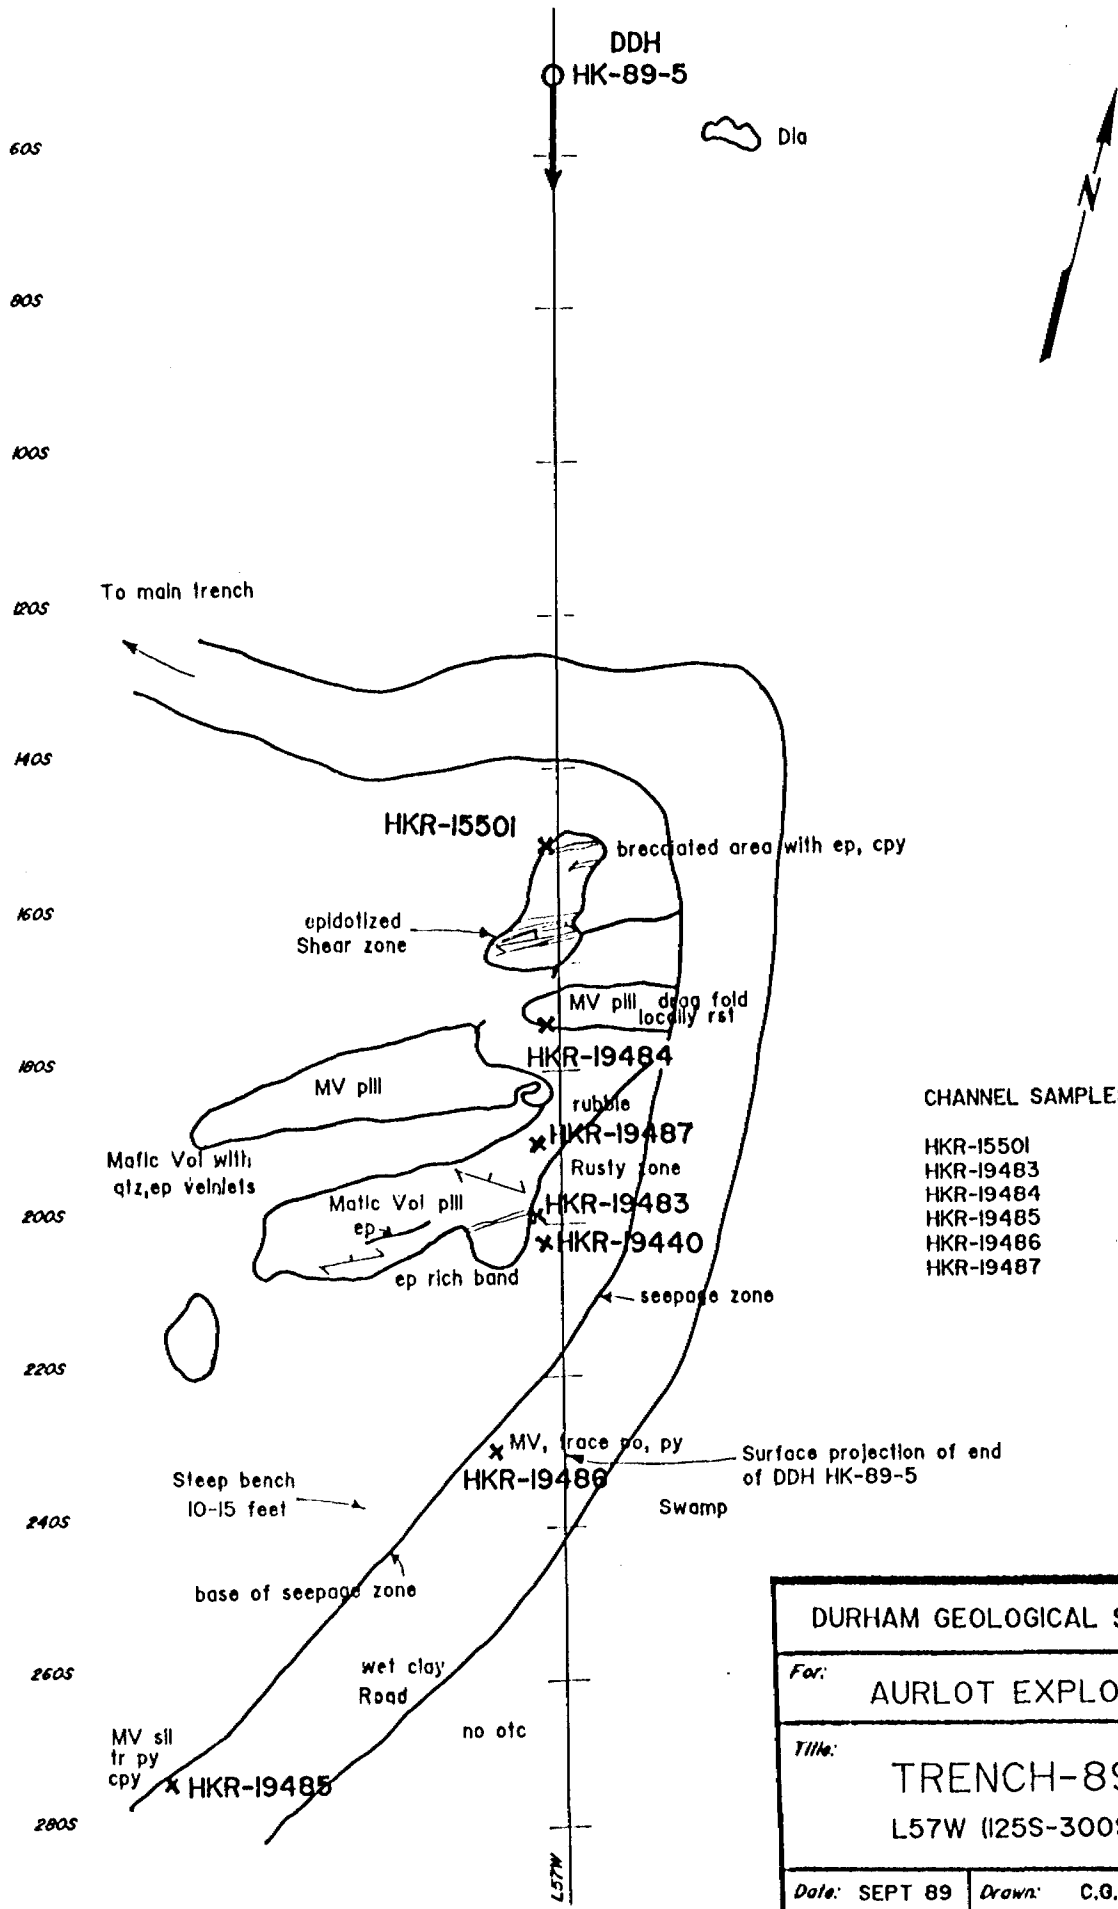 DDH
HK-89-5
Dia
N
60S
80S
100S
120S
To main trench
140S
HKR-15501
brecciated area with ep, cpy
160S
epidotized
Shear zone
MV pill drag fold
locally rst
HKR-19484
180S
MV pill
rubble
HKR-19487
Rusty zone
Mafic Vol with
qtz,ep veinlets
Mafic Vol pill
ep
HKR-19483
200S
HKR-19440
ep rich band
seepage zone
CHANNEL SAMPLE
HKR-15501
HKR-19483
HKR-19484
HKR-19485
HKR-19486
HKR-19487
220S
MV, trace po, py
HKR-19486
Surface projection of end
of DDH HK-89-5
Steep bench
10-15 feet
Swamp
240S
base of seepage zone
260S
wet clay
Road
no otc
MV sil
tr py
cpy
HKR-19485
280S
L57W
DURHAM GEOLOGICAL S
For:
AURLOT EXPLO
Title:
TRENCH-89
L57W (125S-300S
Date: SEPT 89
Drawn: C.G.